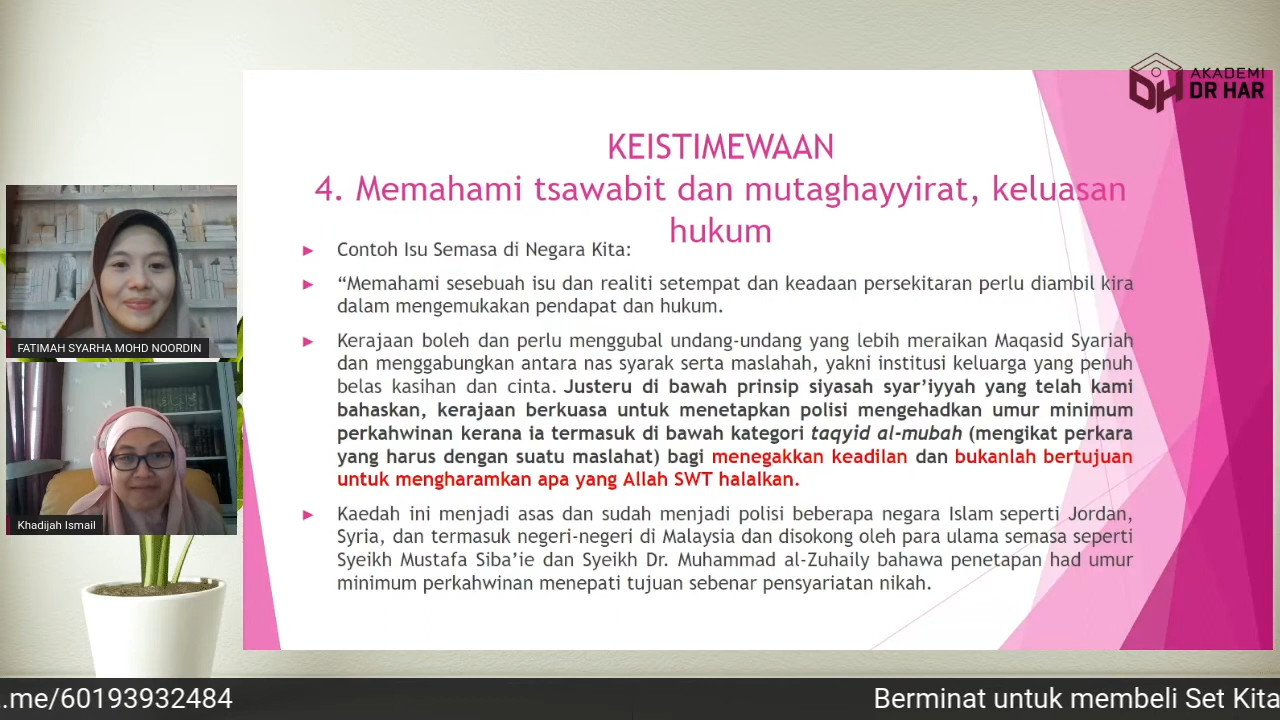 AKADEMI
DR HAR
KEISTIMEWAAN
4. Memahami tsawabit dan mutaghayyirat, keluasan
hukum
Contoh Isu Semasa di Negara Kita:
“Memahami sesebuah isu dan realiti setempat dan keadaan persekitaran perlu diambil kira
dalam mengemukakan pendapat dan hukum.
Kerajaan boleh dan perlu menggubal undang-undang yang lebih meraikan Maqasid Syariah
dan menggabungkan antara nas syarak serta maslahah, yakni institusi keluarga yang penuh
belas kasihan dan cinta. Justeru di bawah prinsip siyasah syar’iyyah yang telah kami
bahaskan, kerajaan berkuasa untuk menetapkan polisi mengehadkan umur minimum
perkahwinan kerana ia termasuk di bawah kategori taqyid al-mubah (mengikat perkara
yang harus dengan suatu maslahat) bagi menegakkan keadilan dan bukanlah bertujuan
untuk mengharamkan apa yang Allah SWT halalkan.
Kaedah ini menjadi asas dan sudah menjadi polisi beberapa negara Islam seperti Jordan,
Syria, dan termasuk negeri-negeri di Malaysia dan disokong oleh para ulama semasa seperti
Syeikh Mustafa Siba’ie dan Syeikh Dr. Muhammad al-Zuhaily bahawa penetapan had umur
minimum perkahwinan menepati tujuan sebenar pensyariatan nikah.
FATIMAH SYARHA MOHD NOORDIN
Khadijah Ismail
.me/60193932484
Berminat untuk membeli Set Kita